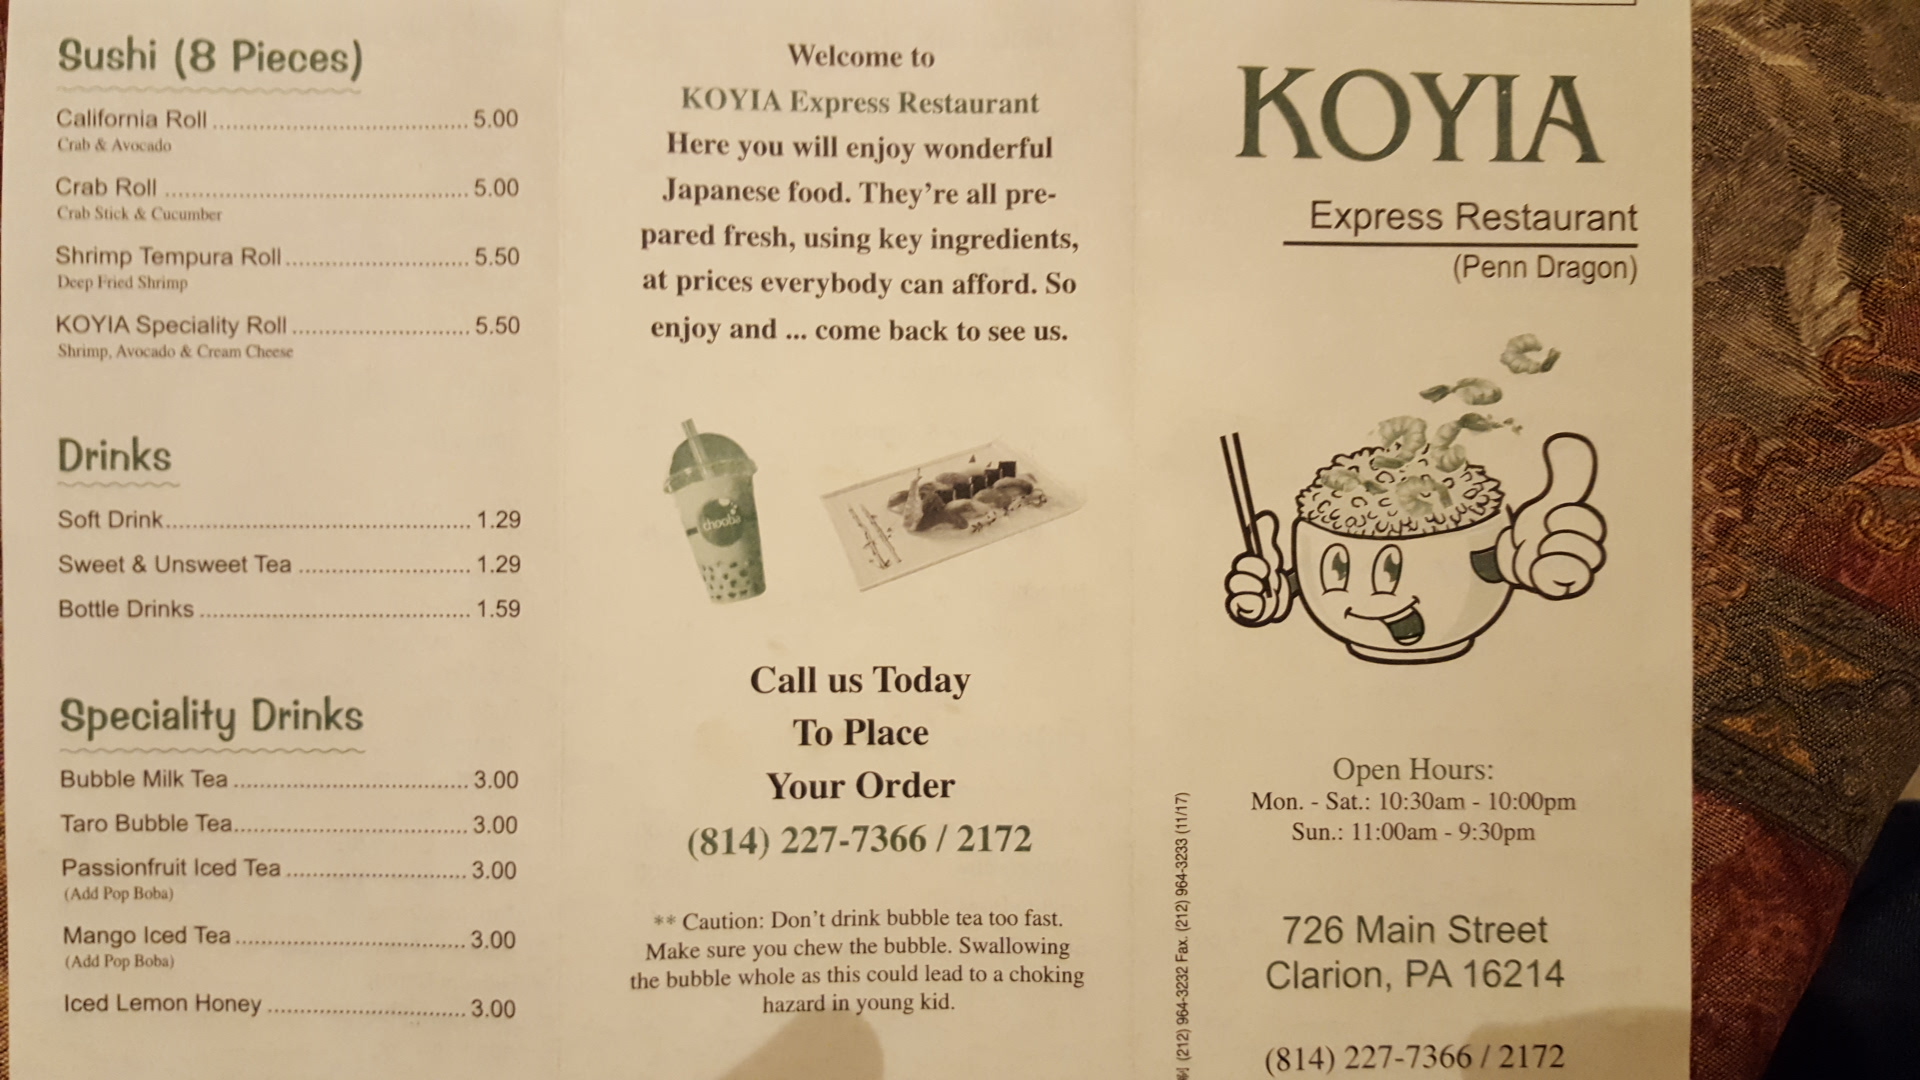 Sushi (8 Pieces)
California Roll ........................................ 5.00
Crab & Avocado
Crab Roll ................................................ 5.00
Crab Stick & Cucumber
Shrimp Tempura Roll ............................. 5.50
Deep Fried Shrimp
KOYIA Speciality Roll ............................ 5.50
Shrimp, Avocado & Cream Cheese
Drinks
Soft Drink ................................................ 1.29
Sweet & Unsweet Tea ........................... 1.29
Bottle Drinks ........................................... 1.59
Speciality Drinks
Bubble Milk Tea ..................................... 3.00
Taro Bubble Tea ..................................... 3.00
Passionfruit Iced Tea ............................ 3.00
(Add Pop Boba)
Mango Iced Tea ..................................... 3.00
(Add Pop Boba)
Iced Lemon Honey ................................ 3.00
Welcome to
KOYIA Express Restaurant
Here you will enjoy wonderful
Japanese food. They're all pre-
pared fresh, using key ingredients,
at prices everybody can afford. So
enjoy and ... come back to see us.
chooba
Call us Today
To Place
Your Order
(814) 227-7366 / 2172
** Caution: Don't drink bubble tea too fast.
Make sure you chew the bubble. Swallowing
the bubble whole as this could lead to a choking
hazard in young kid.
(212) 964-3232 Fax. (212) 964-3233 (11/17)
KOYIA
Express Restaurant
(Penn Dragon)
Open Hours:
Mon. - Sat.: 10:30am - 10:00pm
Sun.: 11:00am - 9:30pm
726 Main Street
Clarion, PA 16214
(814) 227-7366 / 2172